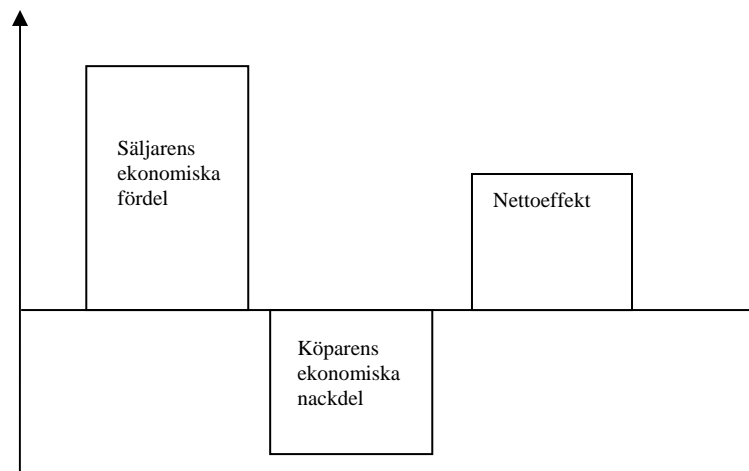 Säljarens
ekonomiska
fördel
Nettoeffekt
Köparens
ekonomiska
nackdel